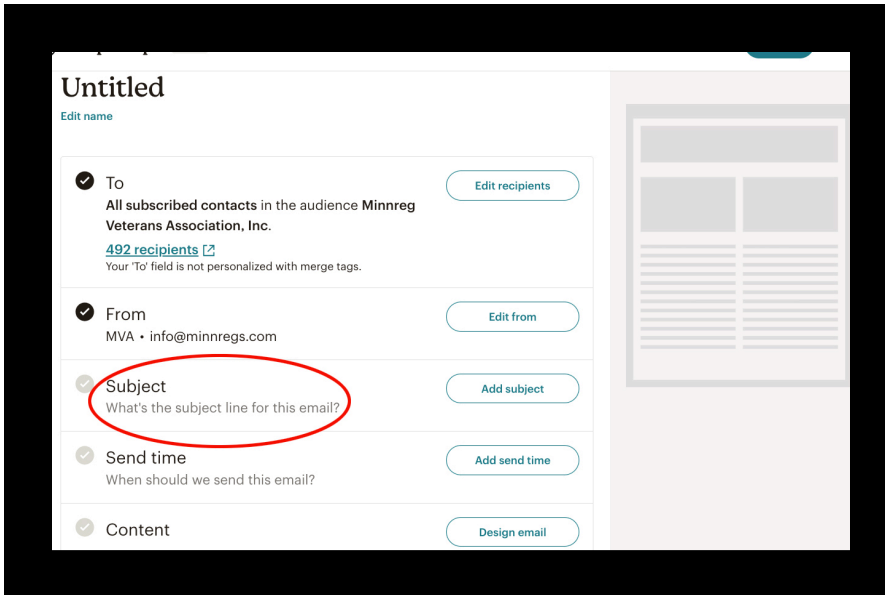 Untitled
Edit name
To
Edit recipients
All subscribed contacts in the audience Minnreg
Veterans Association, Inc.
492 recipients
Your 'To' field is not personalized with merge tags.
From
Edit from
MVA • info@minnregs.com
Subject
Add subject
What's the subject line for this email?
Send time
Add send time
When should we send this email?
Content
Design email